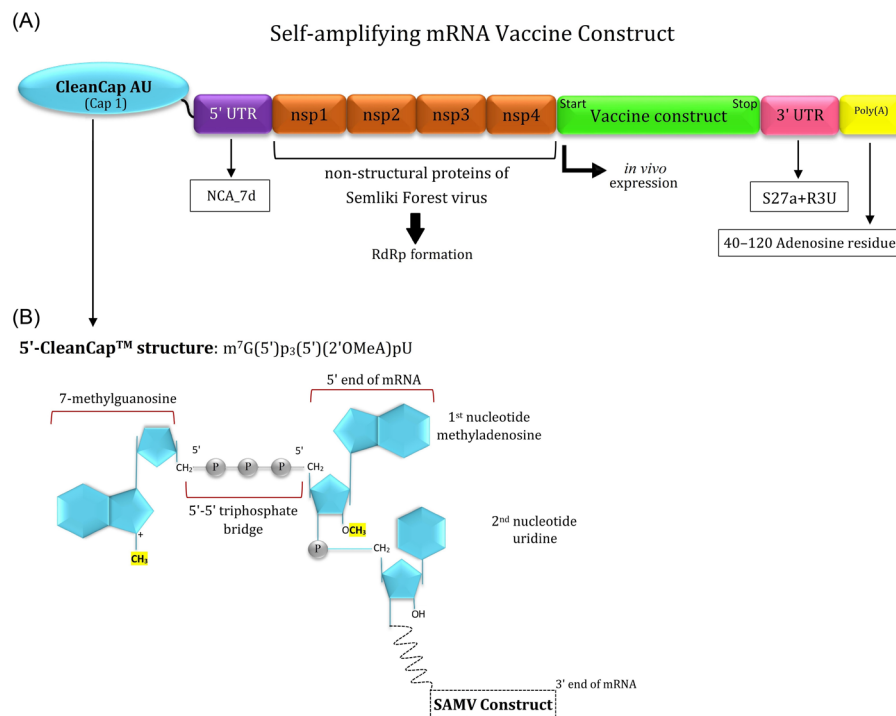 (A)
Self-amplifying mRNA Vaccine Construct
CleanCap AU
(Cap 1)
5' UTR
nsp1
nsp2
nsp3
nsp4
Start
Stop
Vaccine construct
3' UTR
Poly(A)
NCA_7d
non-structural proteins of
Semliki Forest virus
RdRp formation
in vivo
expression
S27a+R3U
40–120 Adenosine residue
(B)
5'-CleanCap™ structure: m⁷G(5')p₃(5')(2'OMeA)pU
7-methylguanosine
5' end of mRNA
1st nucleotide
methyladenosine
5'
5'
CH₂
P
P
P
CH₂
5'-5' triphosphate
bridge
+
CH₃
OCH₃
P
CH₂
2nd nucleotide
uridine
OH
3' end of mRNA
SAMV Construct